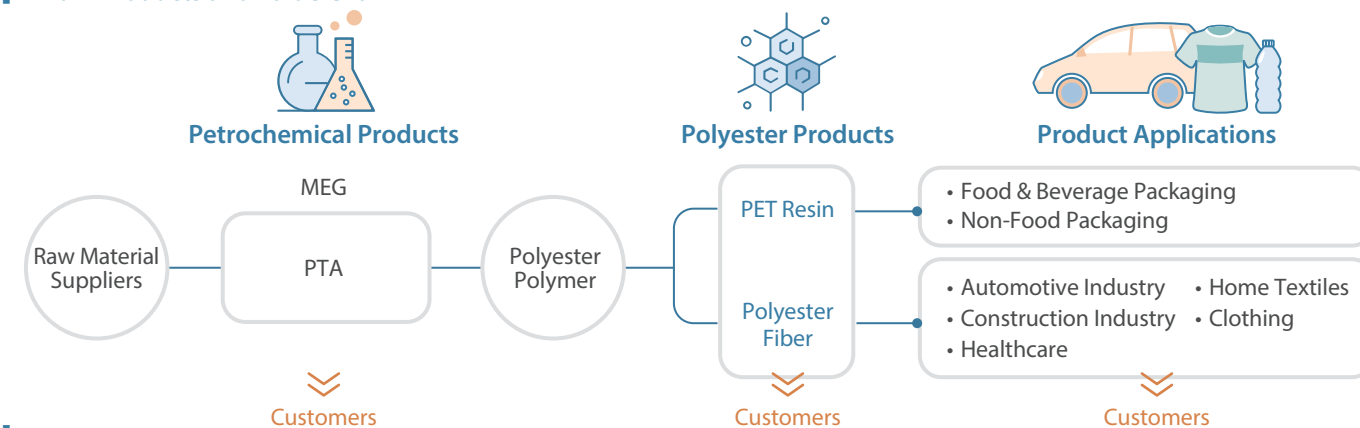 Petrochemical Products
Polyester Products
Product Applications
MEG
PTA
Raw Material
Suppliers
Polyester
Polymer
PET Resin
Polyester
Fiber
• Food & Beverage Packaging
• Non-Food Packaging
• Automotive Industry
• Home Textiles
• Construction Industry
• Clothing
• Healthcare
Customers
Customers
Customers